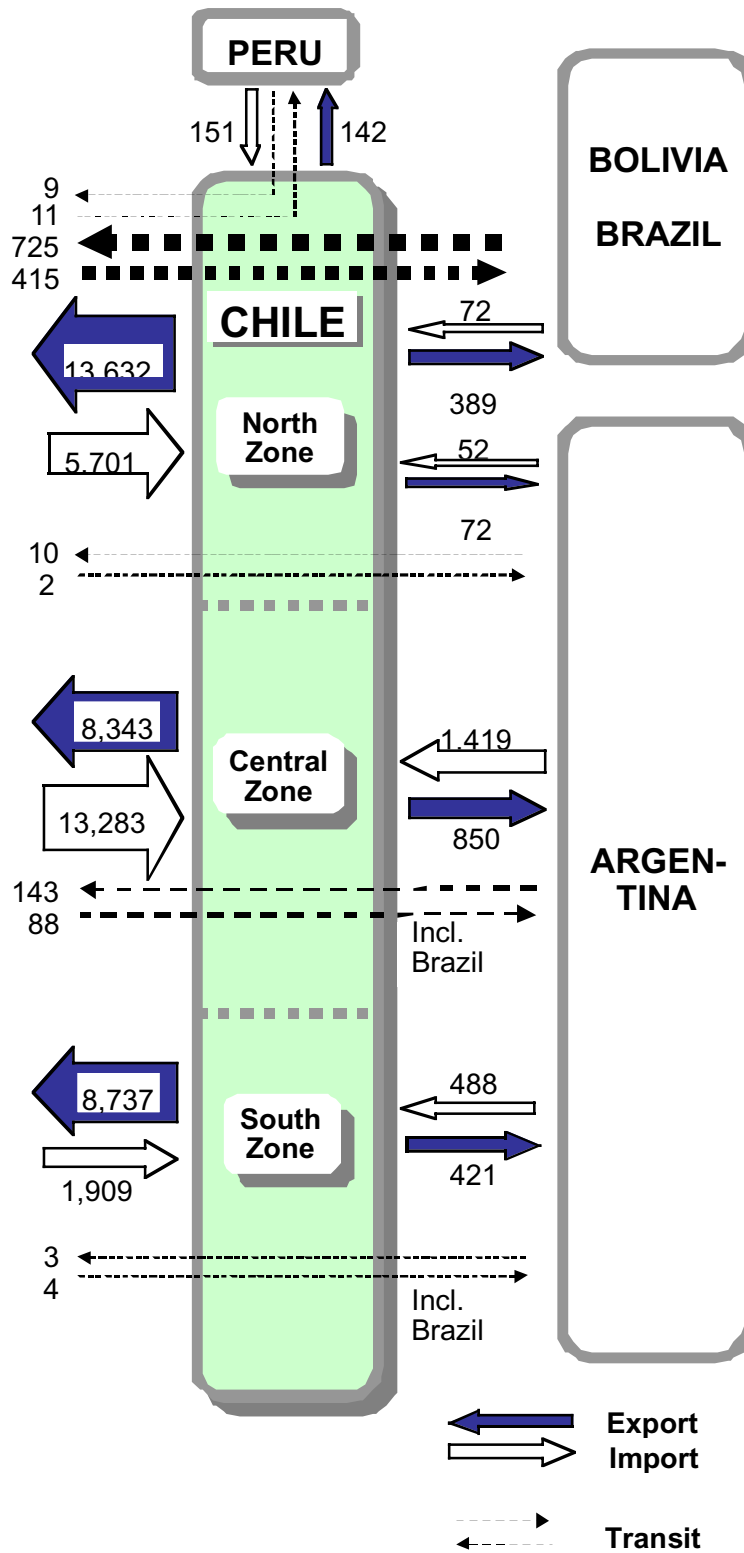 PERU
151
142
BOLIVIA
BRAZIL
9
11
725
415
CHILE
72
13,632
389
North
Zone
5,701
52
72
10
2
8,343
1,419
Central
Zone
13,283
850
ARGEN-
TINA
143
88
Incl.
Brazil
8,737
488
South
Zone
421
1,909
3
4
Incl.
Brazil
Export
Import
Transit